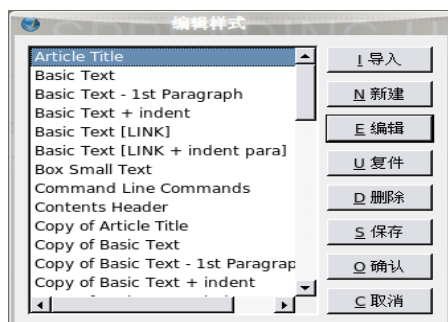 编辑样式
Article Title
Basic Text
Basic Text - 1st Paragraph
Basic Text + indent
Basic Text [LINK]
Basic Text [LINK + indent para]
Box Small Text
Command Line Commands
Contents Header
Copy of Article Title
Copy of Basic Text
Copy of Basic Text - 1st Paragrap
Copy of Basic Text + indent
I 导入
N 新建
E 编辑
U 复件
D 删除
S 保存
O 确认
C 取消